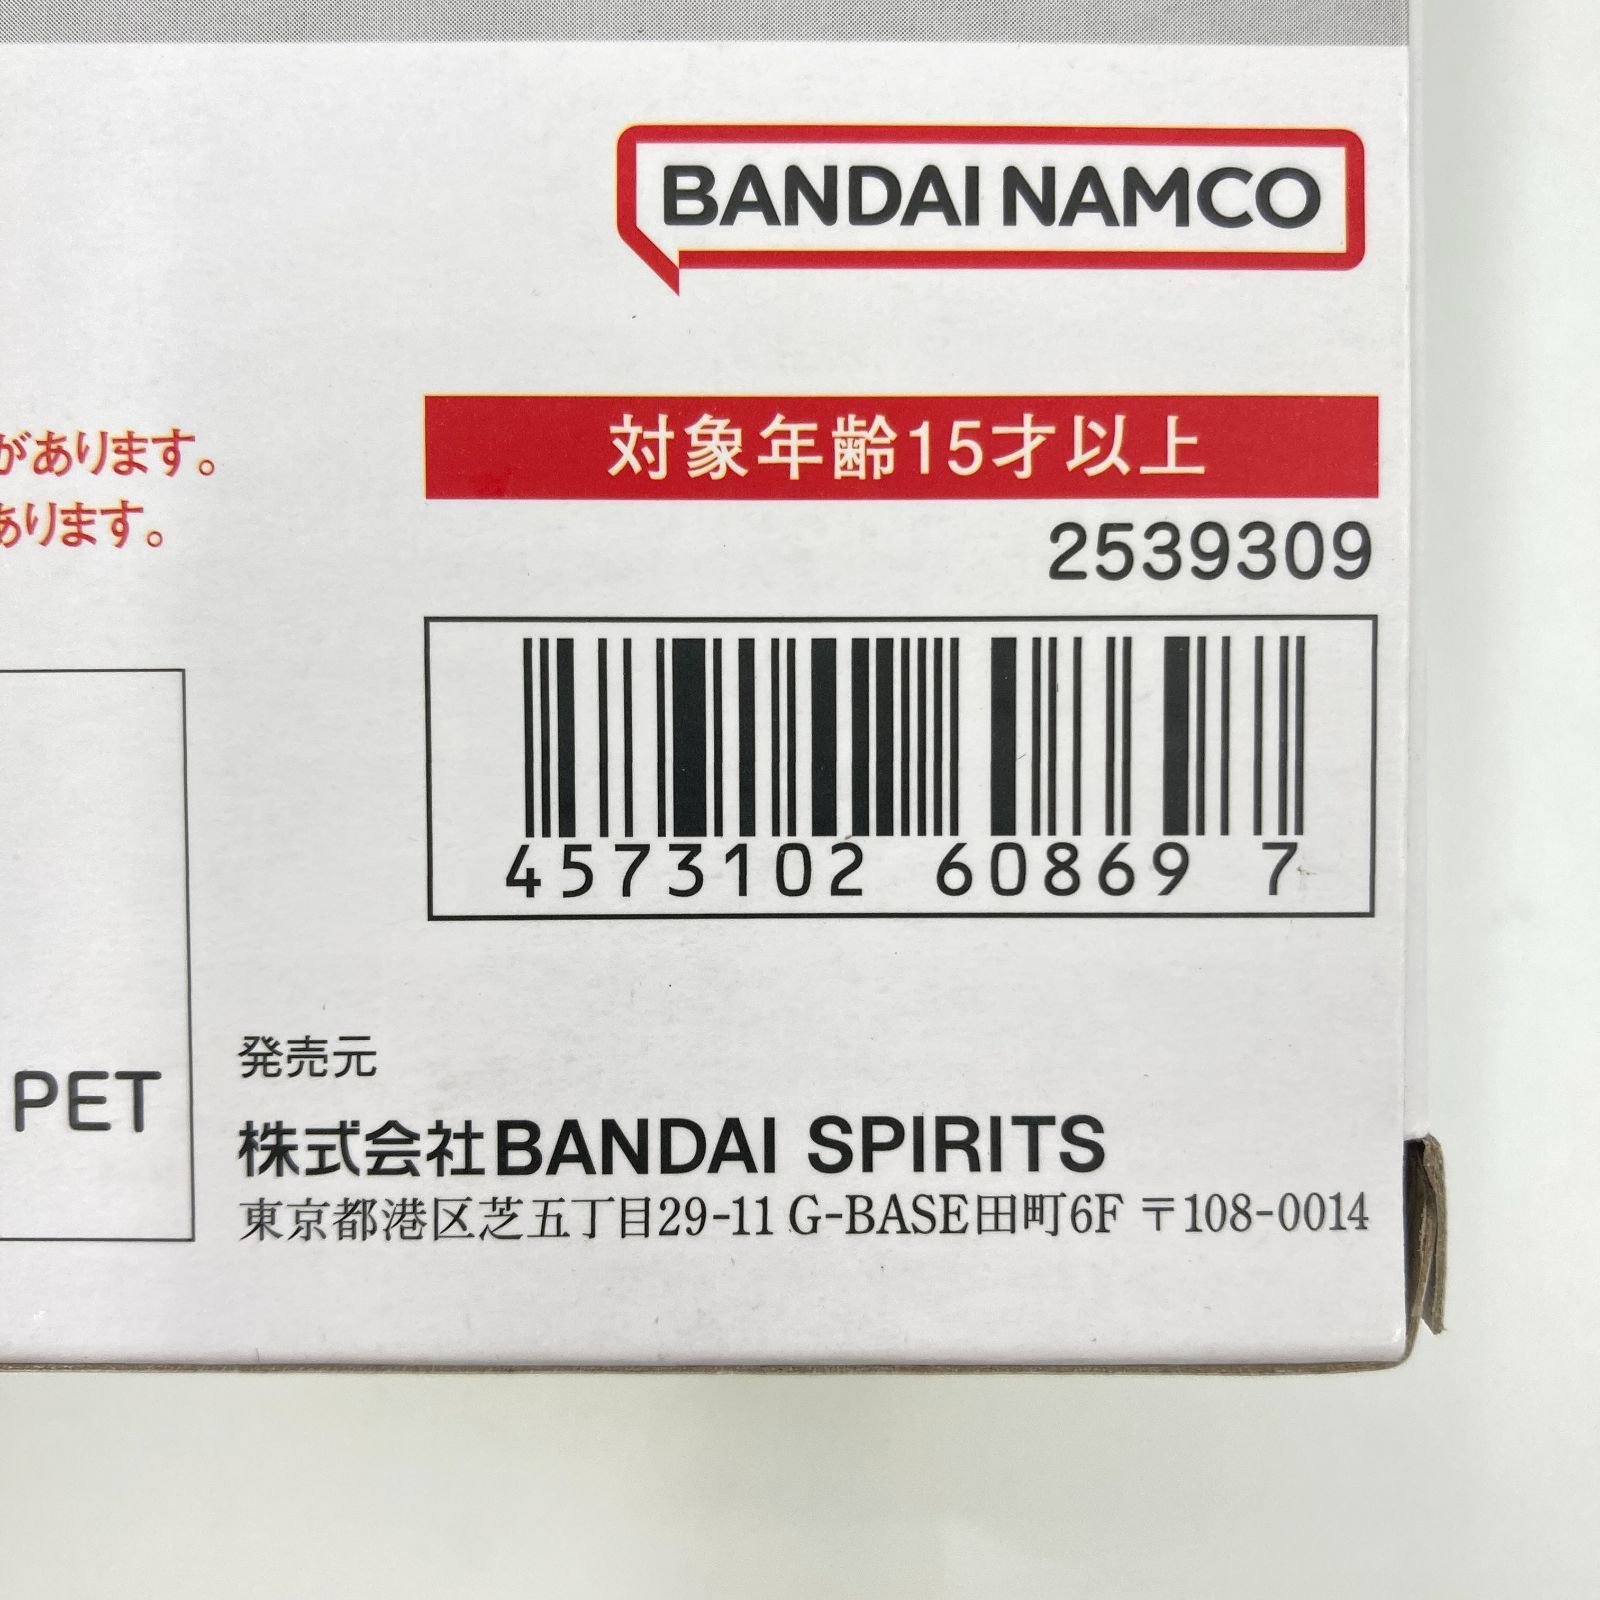 BANDAI NAMCO
対象年齢15才以上
があります。
あります。
2539309
4573102 60869 7
PET
発売元
株式会社BANDAI SPIRITS
東京都港区芝五丁目29-11 G-BASE田町6F 〒108-0014